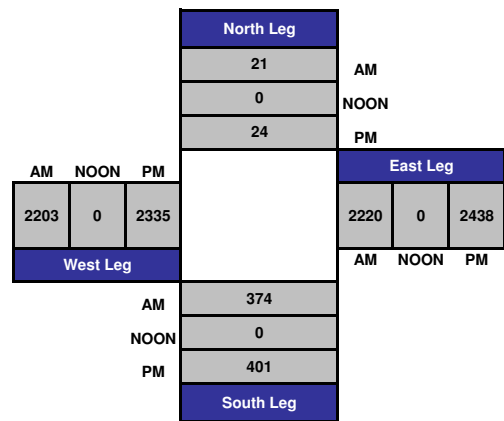 North Leg
21 AM
0 NOON
24 PM
AM NOON PM East Leg
2203 0 2335 2220 0 2438
West Leg AM NOON PM
AM 374
NOON 0
PM 401
South Leg